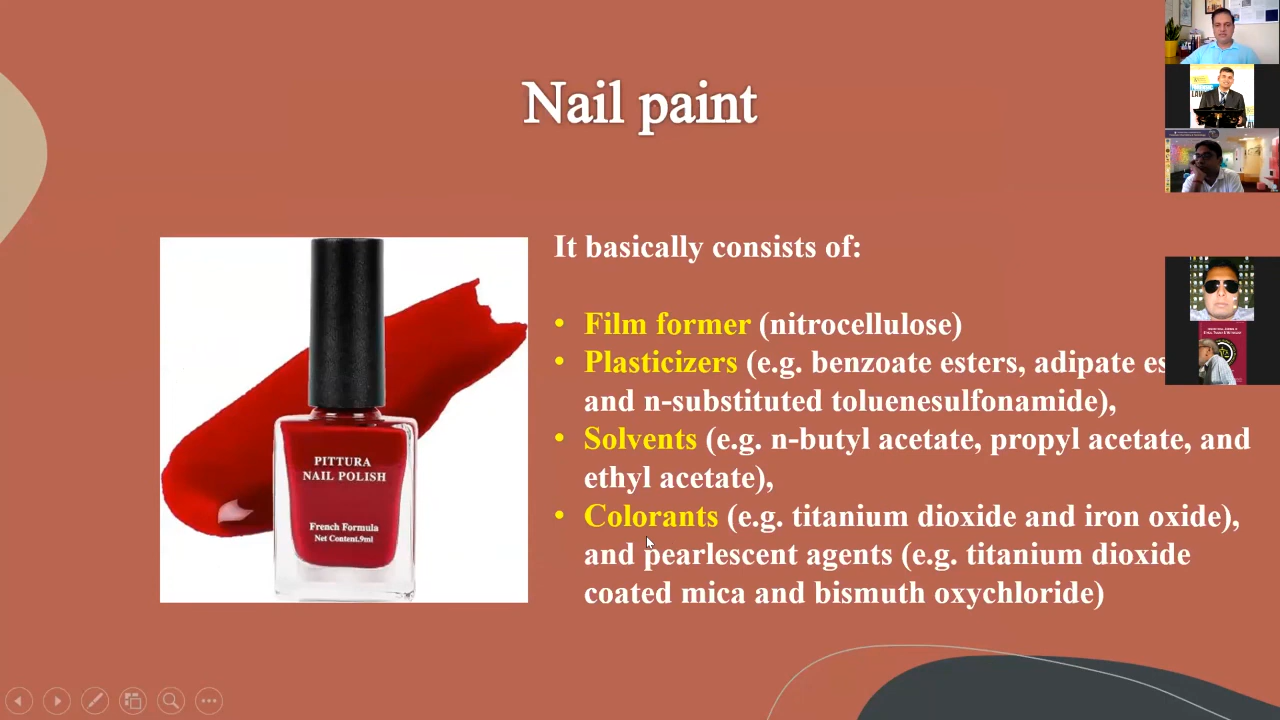 Nail paint
It basically consists of:
• Film former (nitrocellulose)
• Plasticizers (e.g. benzoate esters, adipate es
and n-substituted toluenesulfonamide),
• Solvents (e.g. n-butyl acetate, propyl acetate, and
ethyl acetate),
• Colorants (e.g. titanium dioxide and iron oxide),
and pearlescent agents (e.g. titanium dioxide
coated mica and bismuth oxychloride)
PITTURA
NAIL POLISH
French Formula
Net Content.9ml